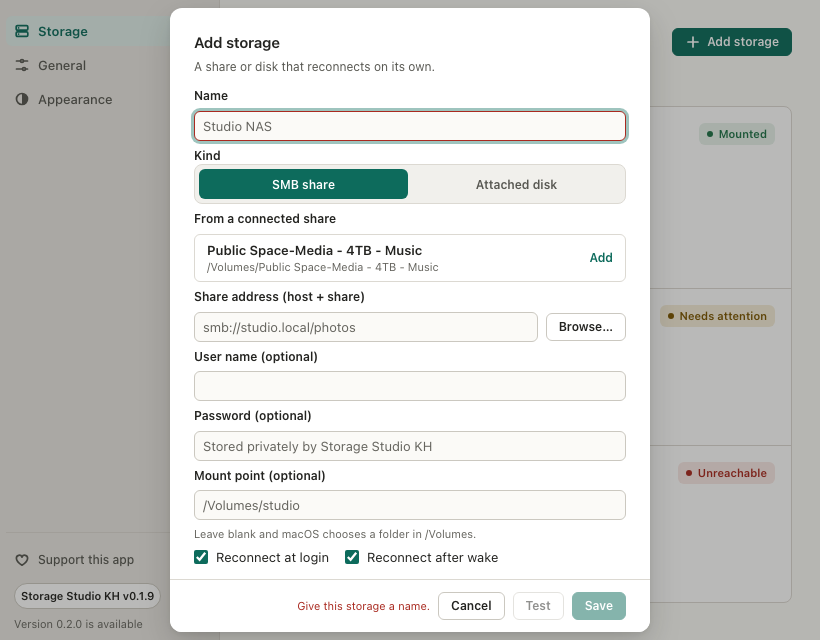 Storage
General
Appearance
Support this app
Storage Studio KH v0.1.9
Version 0.2.0 is available
Add storage
Mounted
Needs attention
Unreachable
Add storage
A share or disk that reconnects on its own.
Name
Studio NAS
Kind
SMB share
Attached disk
From a connected share
Public Space-Media - 4TB - Music
/Volumes/Public Space-Media - 4TB - Music
Add
Share address (host + share)
smb://studio.local/photos
Browse...
User name (optional)
Password (optional)
Stored privately by Storage Studio KH
Mount point (optional)
/Volumes/studio
Leave blank and macOS chooses a folder in /Volumes.
Reconnect at login
Reconnect after wake
Give this storage a name.
Cancel
Test
Save